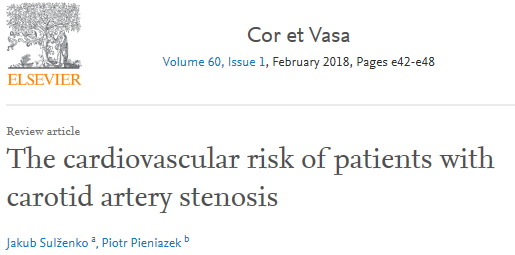 Cor et Vasa
Volume 60, Issue 1, February 2018, Pages e42-e48
ELSEVIER
Review article
The cardiovascular risk of patients with
carotid artery stenosis
Jakub Sulženko a, Piotr Pieniazek b